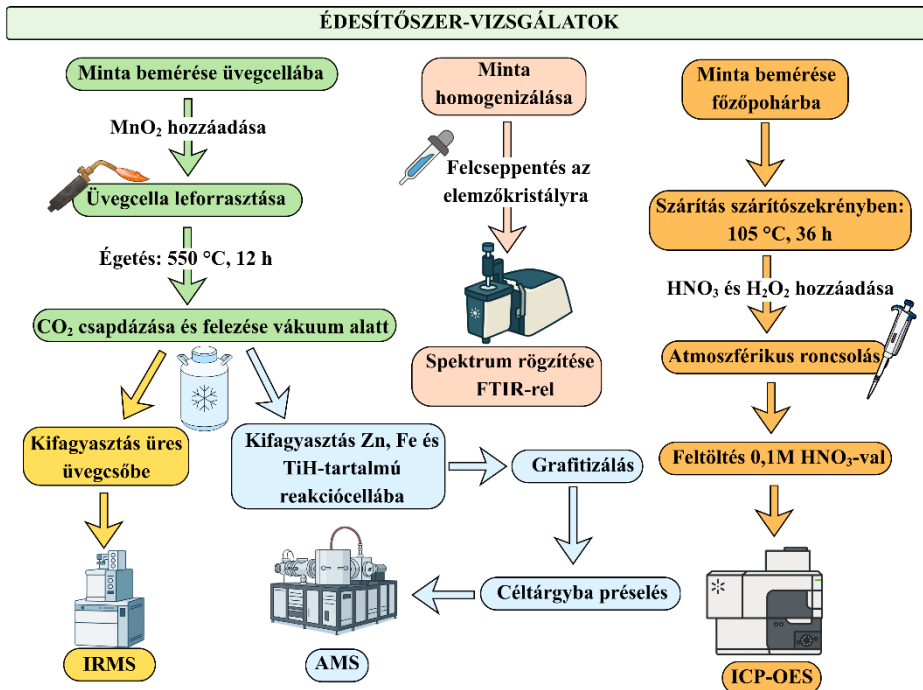 ÉDESÍTŐSZER-VIZSGÁLATOK
Minta bemérése üvegcellába
MnO₂ hozzáadása
Üvegcella leforrasztása
Égetés: 550 °C, 12 h
CO₂ csapdázása és felezése vákuum alatt
Kifagyasztás üres
üvegcsőbe
IRMS
Kifagyasztás Zn, Fe és
TiH-tartalmú
reakciócellába
Grafitizálás
Céltárgyba préselés
AMS
Minta
homogenizálása
Felcseppentés az
elemzőkristályra
Spektrum rögzítése
FTIR-rel
Minta bemérése
főzőpohárba
Szárítás szárítószekrényben:
105 °C, 36 h
HNO₃ és H₂O₂ hozzáadása
Atmoszférikus roncsolás
Feltöltés 0,1M HNO₃-val
ICP-OES